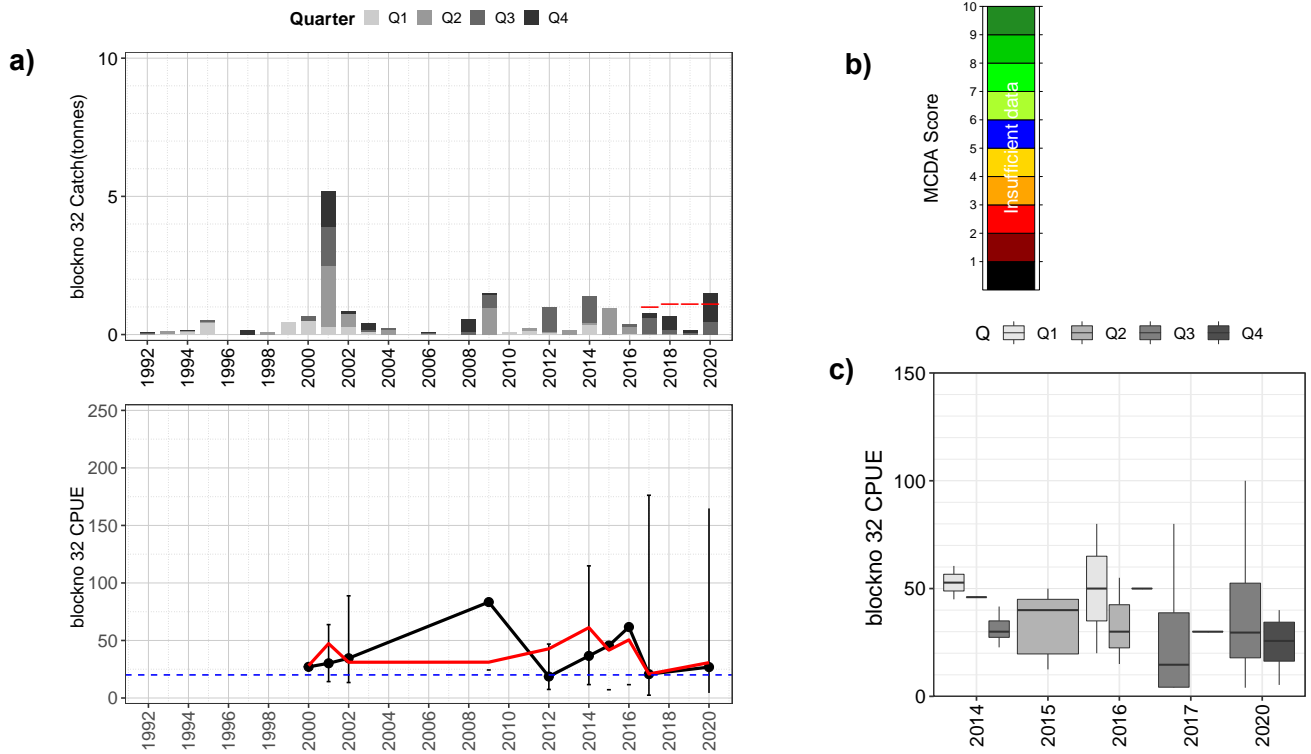 Quarter Q1 Q2 Q3 Q4
a)
10
5
0
blockno 32 Catch(tonnes)
1992 1994 1996 1998 2000 2002 2004 2006 2008 2010 2012 2014 2016 2018 2020
250
200
150
100
50
0
blockno 32 CPUE
1992 1994 1996 1998 2000 2002 2004 2006 2008 2010 2012 2014 2016 2018 2020
b)
MCDA Score
10
9
8
7
6
5
4
3
2
1
Insufficient data
Q Q1 Q2 Q3 Q4
c)
150
100
50
0
blockno 32 CPUE
2014 2015 2016 2017 2020